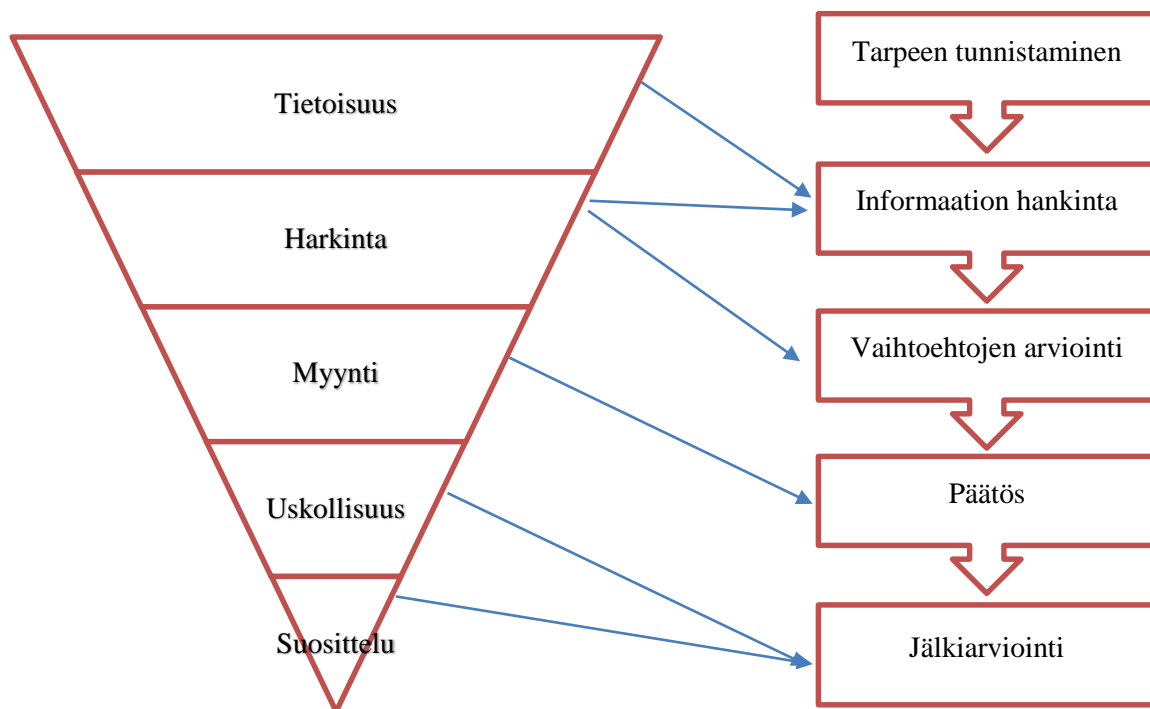 Tietoisuus
Harkinta
Myynti
Uskollisuus
Suosittelu
Tarpeen tunnistaminen
Informaation hankinta
Vaihtoehtojen arviointi
Päätös
Jälkiarviointi